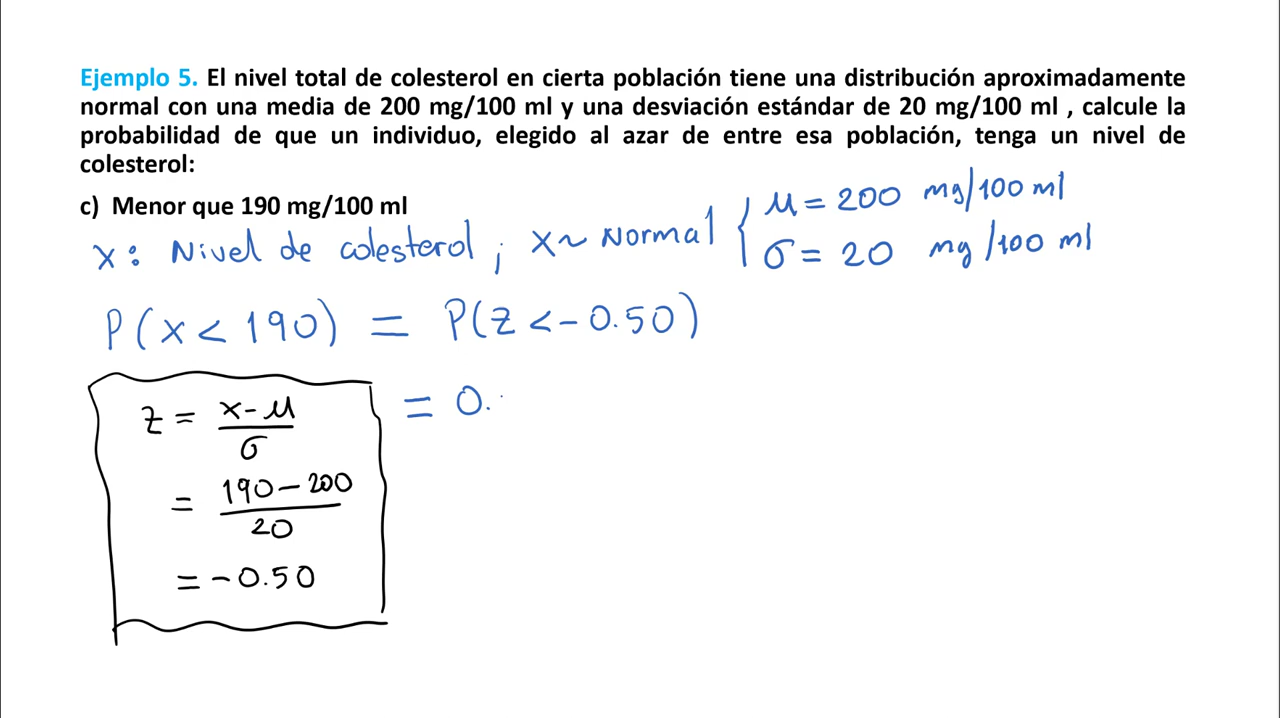 Ejemplo 5. El nivel total de colesterol en cierta población tiene una distribución aproximadamente
normal con una media de 200 mg/100 ml y una desviación estándar de 20 mg/100 ml , calcule la
probabilidad de que un individuo, elegido al azar de entre esa población, tenga un nivel de
colesterol:
c) Menor que 190 mg/100 ml
x: Nivel de colesterol ; x ~ Normal { μ = 200 mg/100 ml
σ = 20 mg/100 ml
P(x < 190) = P(z < -0.50)
= 0.
z = x-μ
σ
= 190-200
20
= -0.50